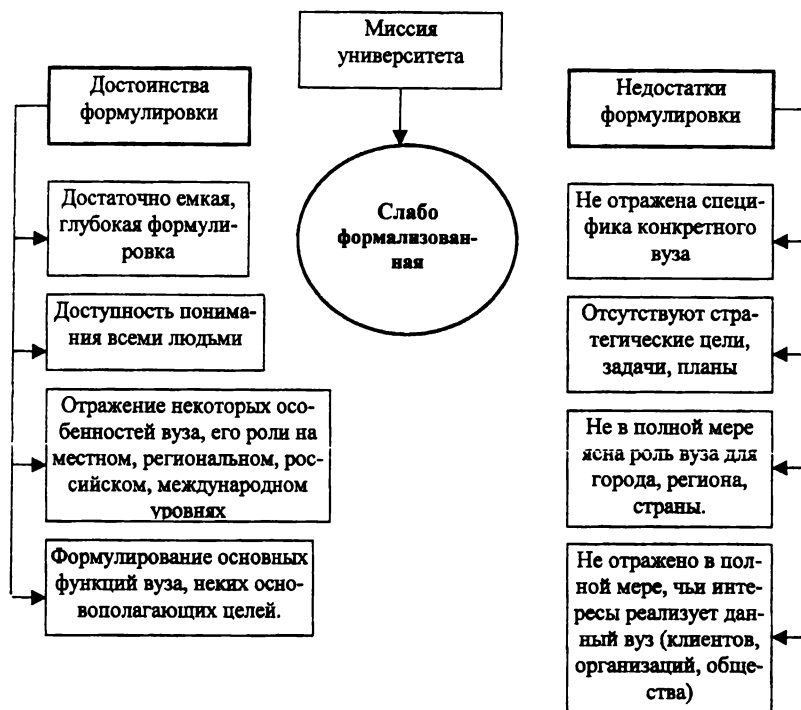 Миссия
университета
Достоинства
формулировки
Недостатки
формулировки
Слабо
формализован-
ная
Достаточно емкая,
глубокая формули-
ровка
Доступность понима-
ния всеми людьми
Отражение некоторых осо-
бенностей вуза, его роли на
местном, региональном, рос-
сийском, международном
уровнях
Формулирование основных
функций вуза, неких осно-
вополагающих целей.
Не отражена специ-
фика конкретного
вуза
Отсутствуют стра-
тегические цели,
задачи, планы
Не в полной мере
ясна роль вуза для
города, региона,
страны.
Не отражено в пол-
ной мере, чьи инте-
ресы реализует дан-
ный вуз (клиентов,
организаций, обще-
ства)